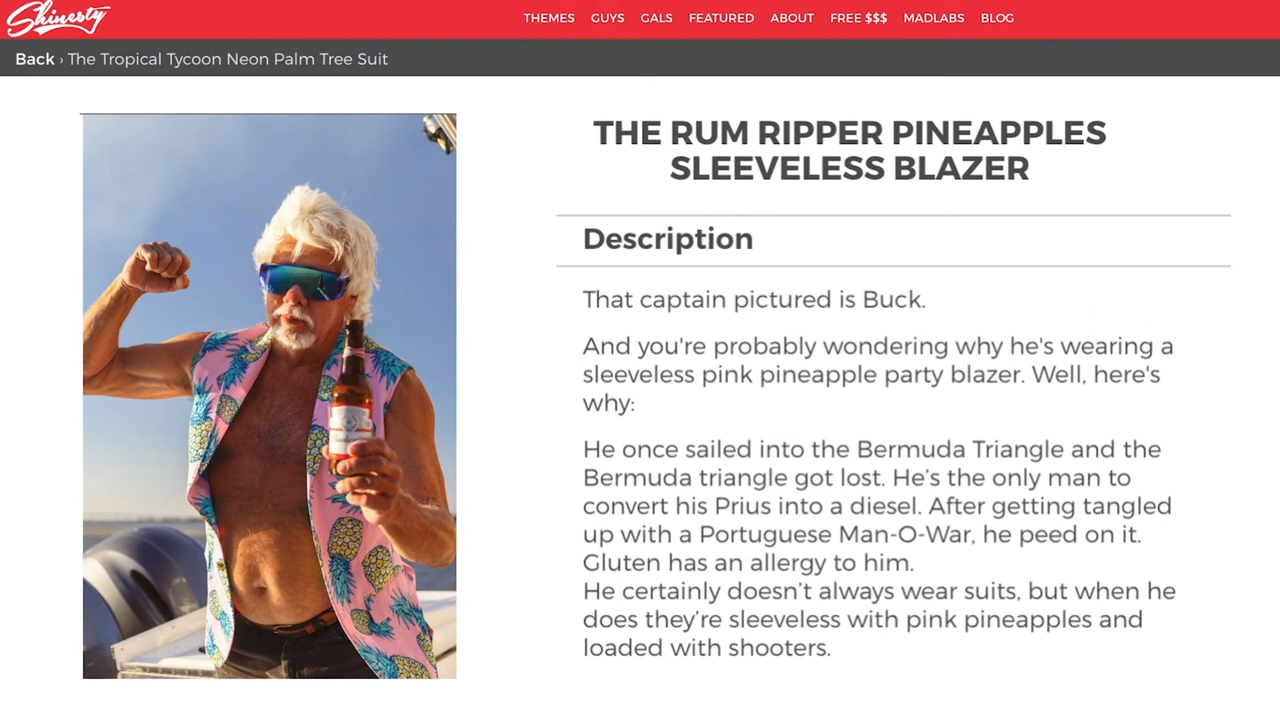 Shinesty
THEMES GUYS GALS FEATURED ABOUT FREE $$$ MADLABS BLOG
Back › The Tropical Tycoon Neon Palm Tree Suit
THE RUM RIPPER PINEAPPLES
SLEEVELESS BLAZER
Description
That captain pictured is Buck.
And you're probably wondering why he's wearing a
sleeveless pink pineapple party blazer. Well, here's
why:
He once sailed into the Bermuda Triangle and the
Bermuda triangle got lost. He’s the only man to
convert his Prius into a diesel. After getting tangled
up with a Portuguese Man-O-War, he peed on it.
Gluten has an allergy to him.
He certainly doesn’t always wear suits, but when he
does they’re sleeveless with pink pineapples and
loaded with shooters.